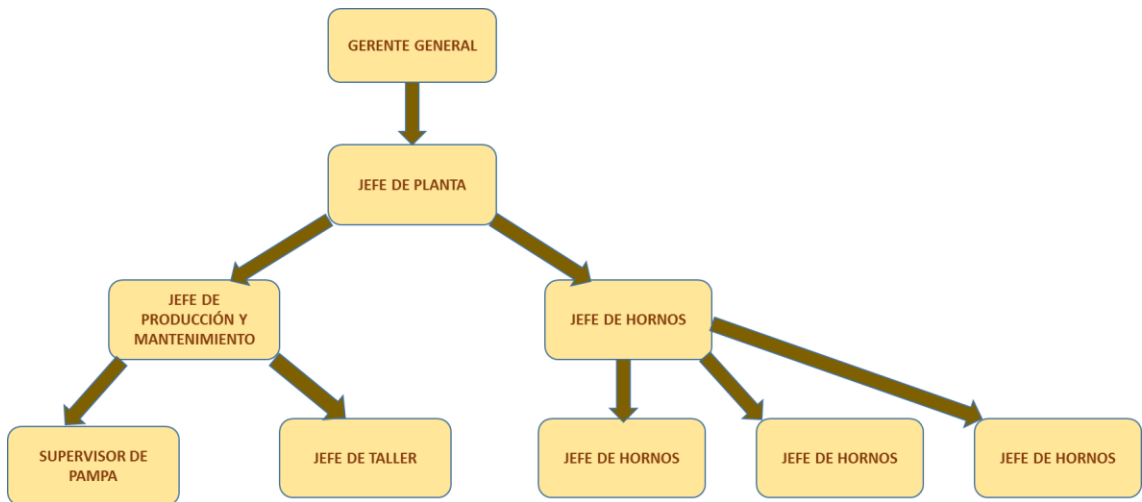 GERENTE GENERAL
JEFE DE PLANTA
JEFE DE
PRODUCCIÓN Y
MANTENIMIENTO
JEFE DE HORNOS
SUPERVISOR DE
PAMPA
JEFE DE TALLER
JEFE DE HORNOS
JEFE DE HORNOS
JEFE DE HORNOS